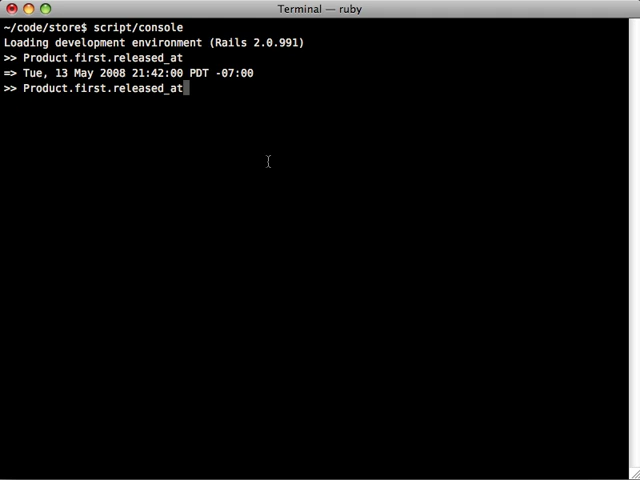 Terminal — ruby
~/code/store$ script/console
Loading development environment (Rails 2.0.991)
>> Product.first.released_at
=> Tue, 13 May 2008 21:42:00 PDT -07:00
>> Product.first.released_at